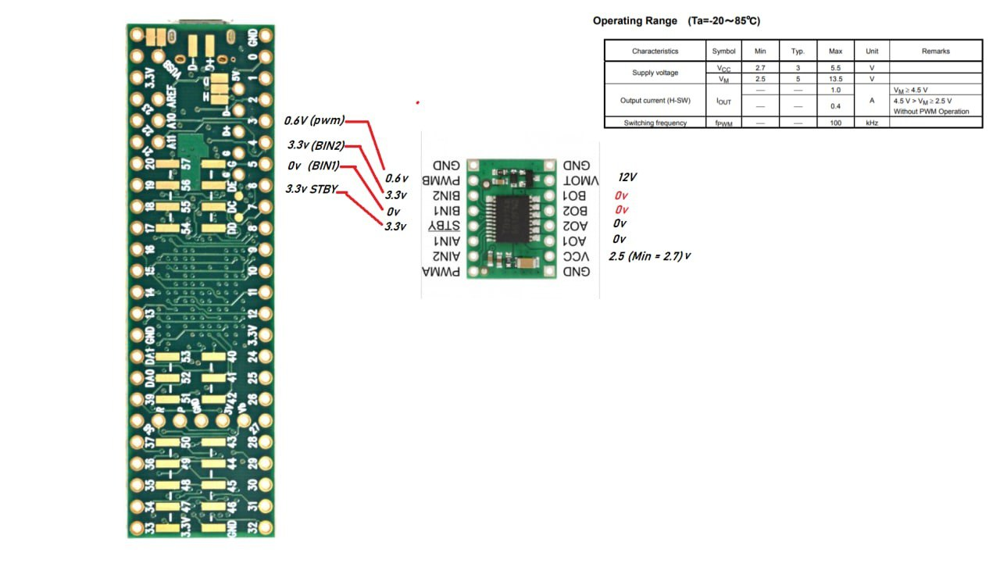 Operating Range (Ta=-20～85℃)
Characteristics Symbol Min Typ. Max Unit Remarks
Supply voltage
VCC 2.7 3 5.5 V
VM 2.5 5 13.5 V
Output current (H-SW) IOUT
— — 1.0 A VM ≥ 4.5 V
— — 0.4 4.5 V > VM ≥ 2.5 V
Without PWM Operation
Switching frequency fPWM — — 100 kHz
0.6V (pwm)
3.3v (BIN2)
0v (BIN1)
3.3v STBY
0.6v
3.3v
0v
3.3v
GND
PWMB
BIN2
BIN1
STBY
AIN1
AIN2
PWMA
GND
VMOT
BO1
BO2
AO2
AO1
VCC
GND
12V
0v
0v
0v
0v
2.5 (Min = 2.7) v
GND
0
1
2
3
4
5
6
7
8
9
10
11
12
3.3V
24
25
26
27
28
29
30
31
32
VUSB
3.3V
AREF
A10
A11
20
19
18
17
16
15
14
13
GND
DA1
DA0
39
37
36
35
34
33
D-
D+
5V
D-
D+
G
G
DE
DC
DD
57
56
55
54
53
52
51
40
41
42
R
P
GND
3V
50
49
48
47
3.3V
43
44
45
46
GND